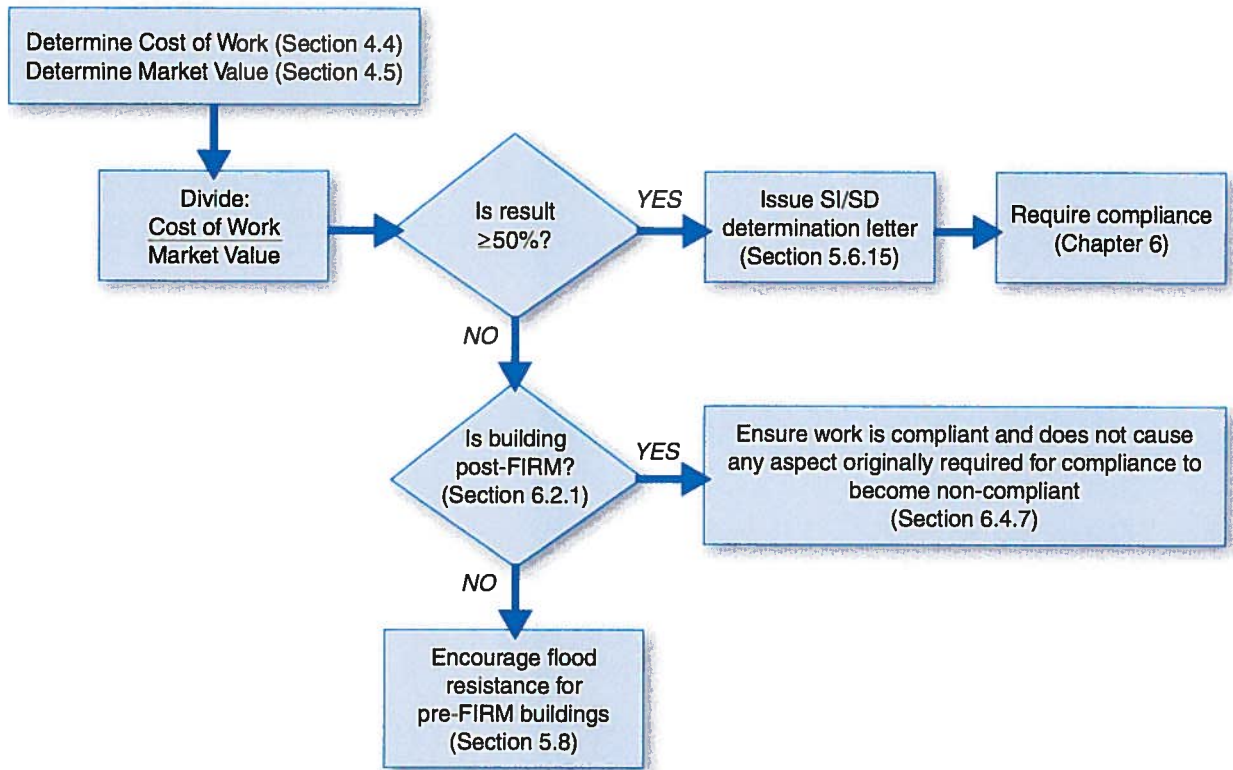 Determine Cost of Work (Section 4.4)
Determine Market Value (Section 4.5)
Divide:
Cost of Work
Market Value
Is result
≥50%?
YES
Issue SI/SD
determination letter
(Section 5.6.15)
Require compliance
(Chapter 6)
NO
Is building
post-FIRM?
(Section 6.2.1)
YES
Ensure work is compliant and does not cause
any aspect originally required for compliance to
become non-compliant
(Section 6.4.7)
NO
Encourage flood
resistance for
pre-FIRM buildings
(Section 5.8)